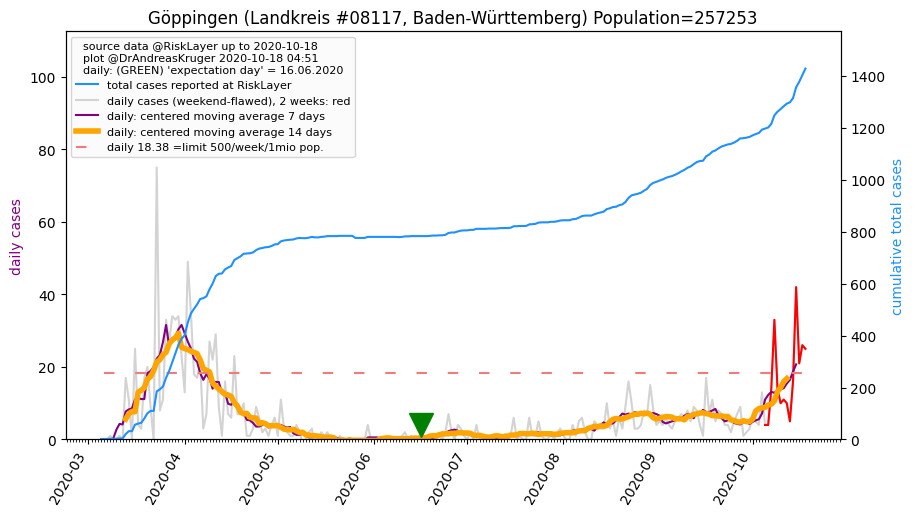 Göppingen (Landkreis #08117, Baden-Württemberg) Population=257253
source data @RiskLayer up to 2020-10-18
plot @DrAndreasKruger 2020-10-18 04:51
daily: (GREEN) 'expectation day' = 16.06.2020
total cases reported at RiskLayer
daily cases (weekend-flawed), 2 weeks: red
daily: centered moving average 7 days
daily: centered moving average 14 days
daily 18.38 =limit 500/week/1mio pop.
daily cases
100
80
60
40
20
0
cumulative total cases
1400
1200
1000
800
600
400
200
0
2020-03
2020-04
2020-05
2020-06
2020-07
2020-08
2020-09
2020-10